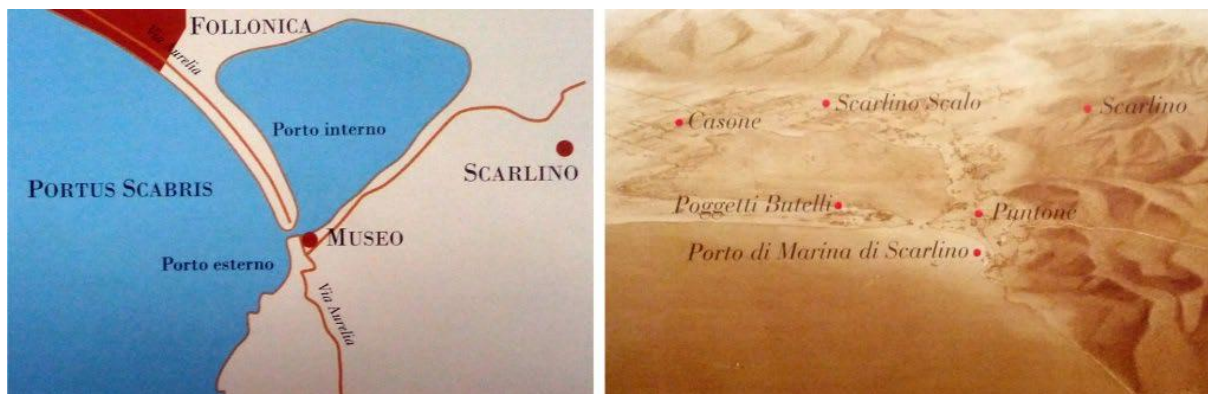 FOLLONICA
Via Aurelia
Porto interno
SCARLINO
PORTUS SCABRIS
MUSEO
Porto esterno
Via Aurelia
Scarlino Scalo
Scarlino
Casone
Poggetti Butelli
Puntone
Porto di Marina di Scarlino